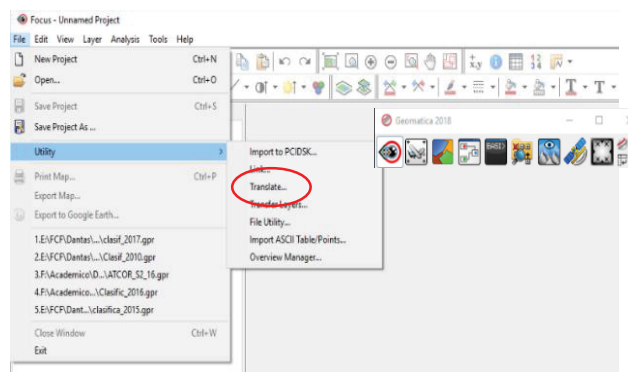 Focus - Unnamed Project
File Edit View Layer Analysis Tools Help
New Project Ctrl+N
Open... Ctrl+O
Save Project Ctrl+S
Save Project As ...
Utility
Print Map... Ctrl+P
Export Map...
Export to Google Earth...
1.E:\FCF\Dantas\...\clasif_2017.gpr
2.E:\FCF\Dantas\...\Clasif_2010.gpr
3.F:\Academico\D...\ATCOR_S2_16.gpr
4.F:\Academico...\Clasific_2016.gpr
5.E:\FCF\Dant...\clasifica_2015.gpr
Close Window Ctrl+W
Exit
Import to PCIDSK...
Link...
Translate...
Transfer Layers...
File Utility...
Import ASCII Table/Points...
Overview Manager...
Geomatica 2018